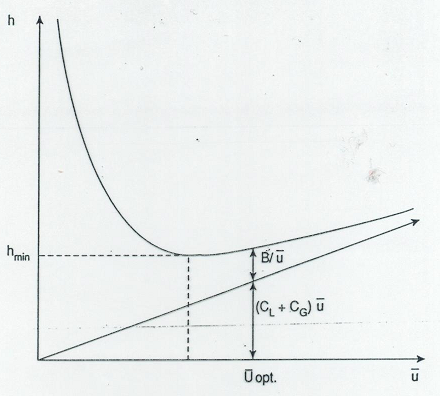 h
h_min
B/ū
(C_L + C_G) ū
Ū opt.
ū